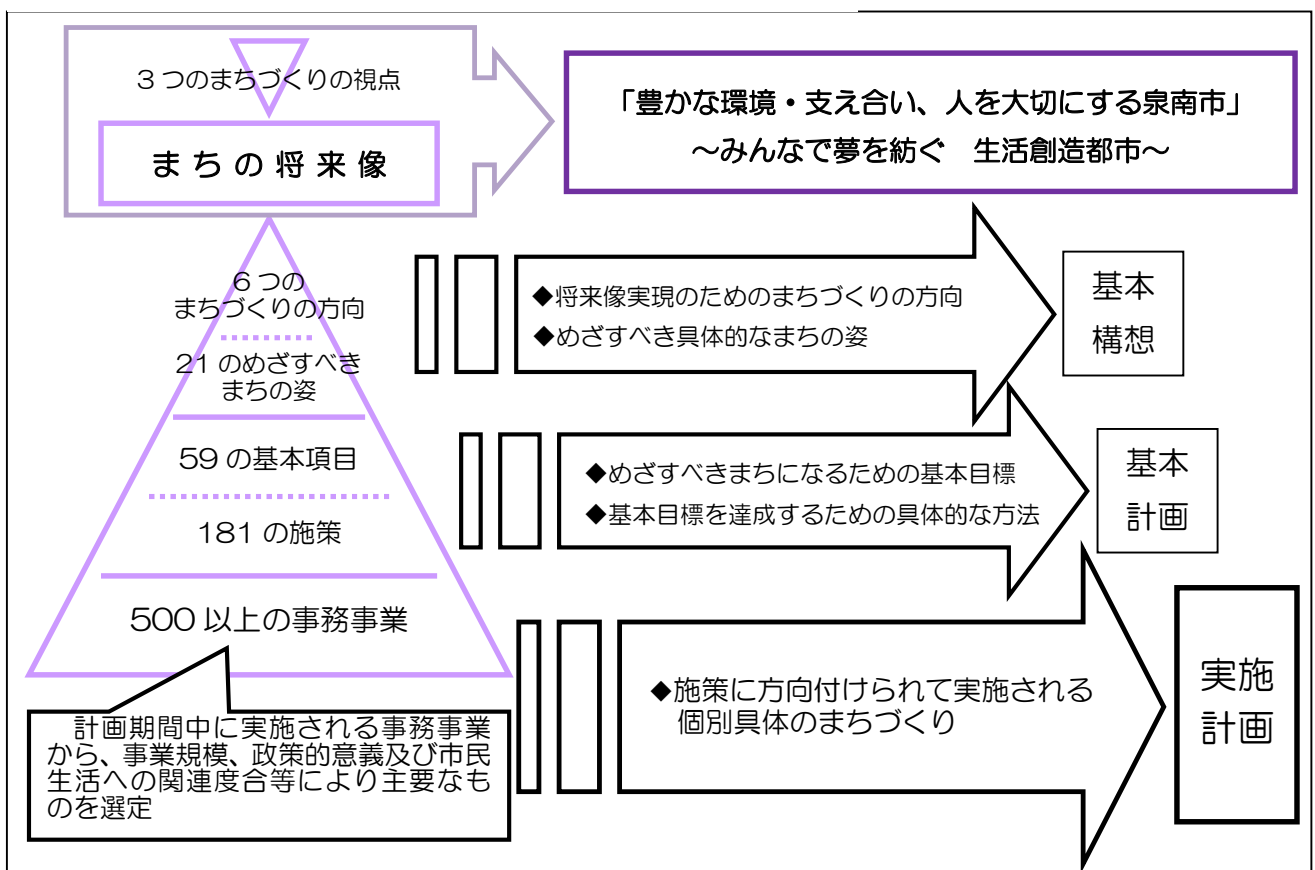 3つのまちづくりの視点
まちの将来像
「豊かな環境・支え合い、人を大切にする泉南市」
～みんなで夢を紡ぐ　生活創造都市～
6つの
まちづくりの方向
21のめざすべき
まちの姿
◆将来像実現のためのまちづくりの方向
◆めざすべき具体的なまちの姿
基本
構想
59の基本項目
181の施策
◆めざすべきまちになるための基本目標
◆基本目標を達成するための具体的な方法
基本
計画
500以上の事務事業
◆施策に方向付けられて実施される
個別具体のまちづくり
実施
計画
計画期間中に実施される事務事業
から、事業規模、政策的意義及び市民
生活への関連度合等により主要なも
のを選定